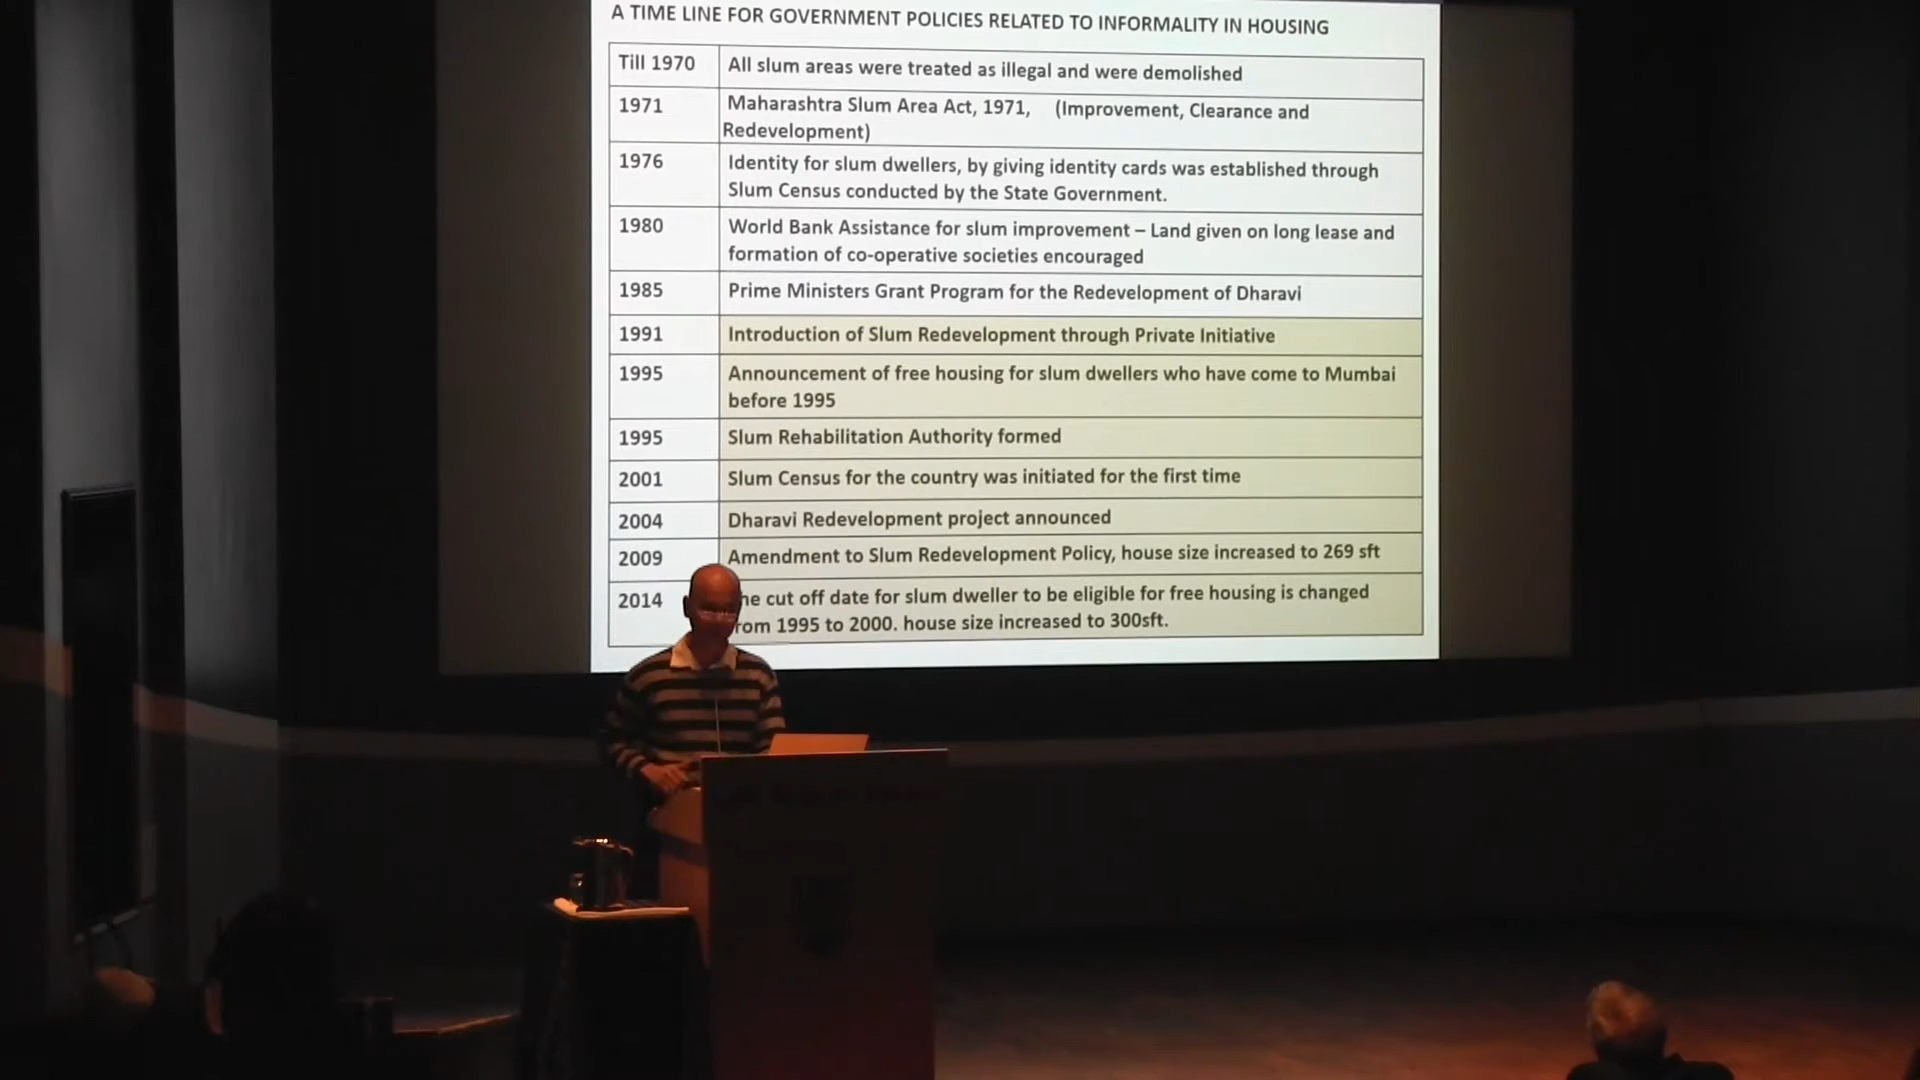 A TIME LINE FOR GOVERNMENT POLICIES RELATED TO INFORMALITY IN HOUSING
Till 1970 All slum areas were treated as illegal and were demolished
1971 Maharashtra Slum Area Act, 1971, (Improvement, Clearance and
Redevelopment)
1976 Identity for slum dwellers, by giving identity cards was established through
Slum Census conducted by the State Government.
1980 World Bank Assistance for slum improvement – Land given on long lease and
formation of co-operative societies encouraged
1985 Prime Ministers Grant Program for the Redevelopment of Dharavi
1991 Introduction of Slum Redevelopment through Private Initiative
1995 Announcement of free housing for slum dwellers who have come to Mumbai
before 1995
1995 Slum Rehabilitation Authority formed
2001 Slum Census for the country was initiated for the first time
2004 Dharavi Redevelopment project announced
2009 Amendment to Slum Redevelopment Policy, house size increased to 269 sft
2014 he cut off date for slum dweller to be eligible for free housing is changed
rom 1995 to 2000. house size increased to 300sft.